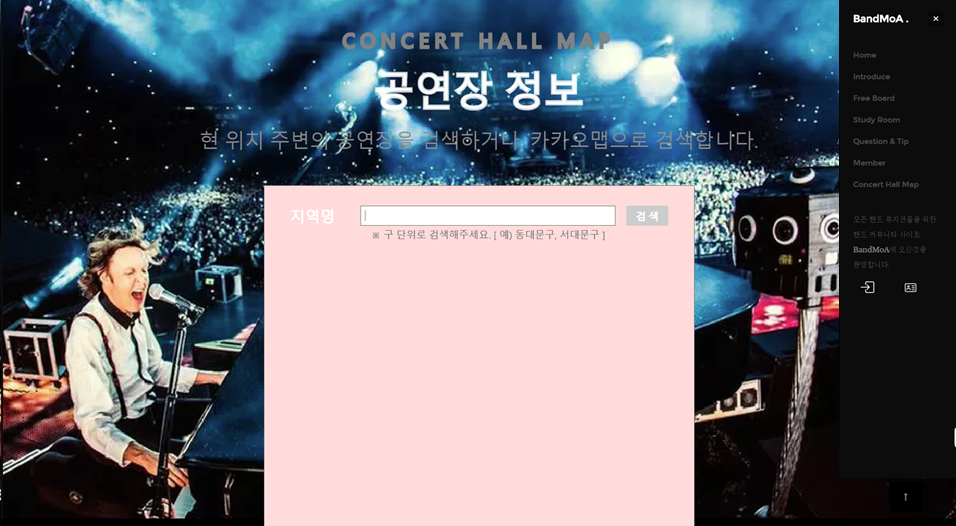 CONCERT HALL MAP
공연장 정보
현 위치 주변의 공연장을 검색하거나, 카카오맵으로 검색합니다.
지역명
검 색
※ 구 단위로 검색해주세요. [ 예) 동대문구, 서대문구 ]
BandMoA .
×
Home
Introduce
Free Board
Study Room
Question & Tip
Member
Concert Hall Map
모든 밴드 뮤지션들을 위한
밴드 커뮤니티 사이트
BandMoA에 오신것을
환영합니다.
↑